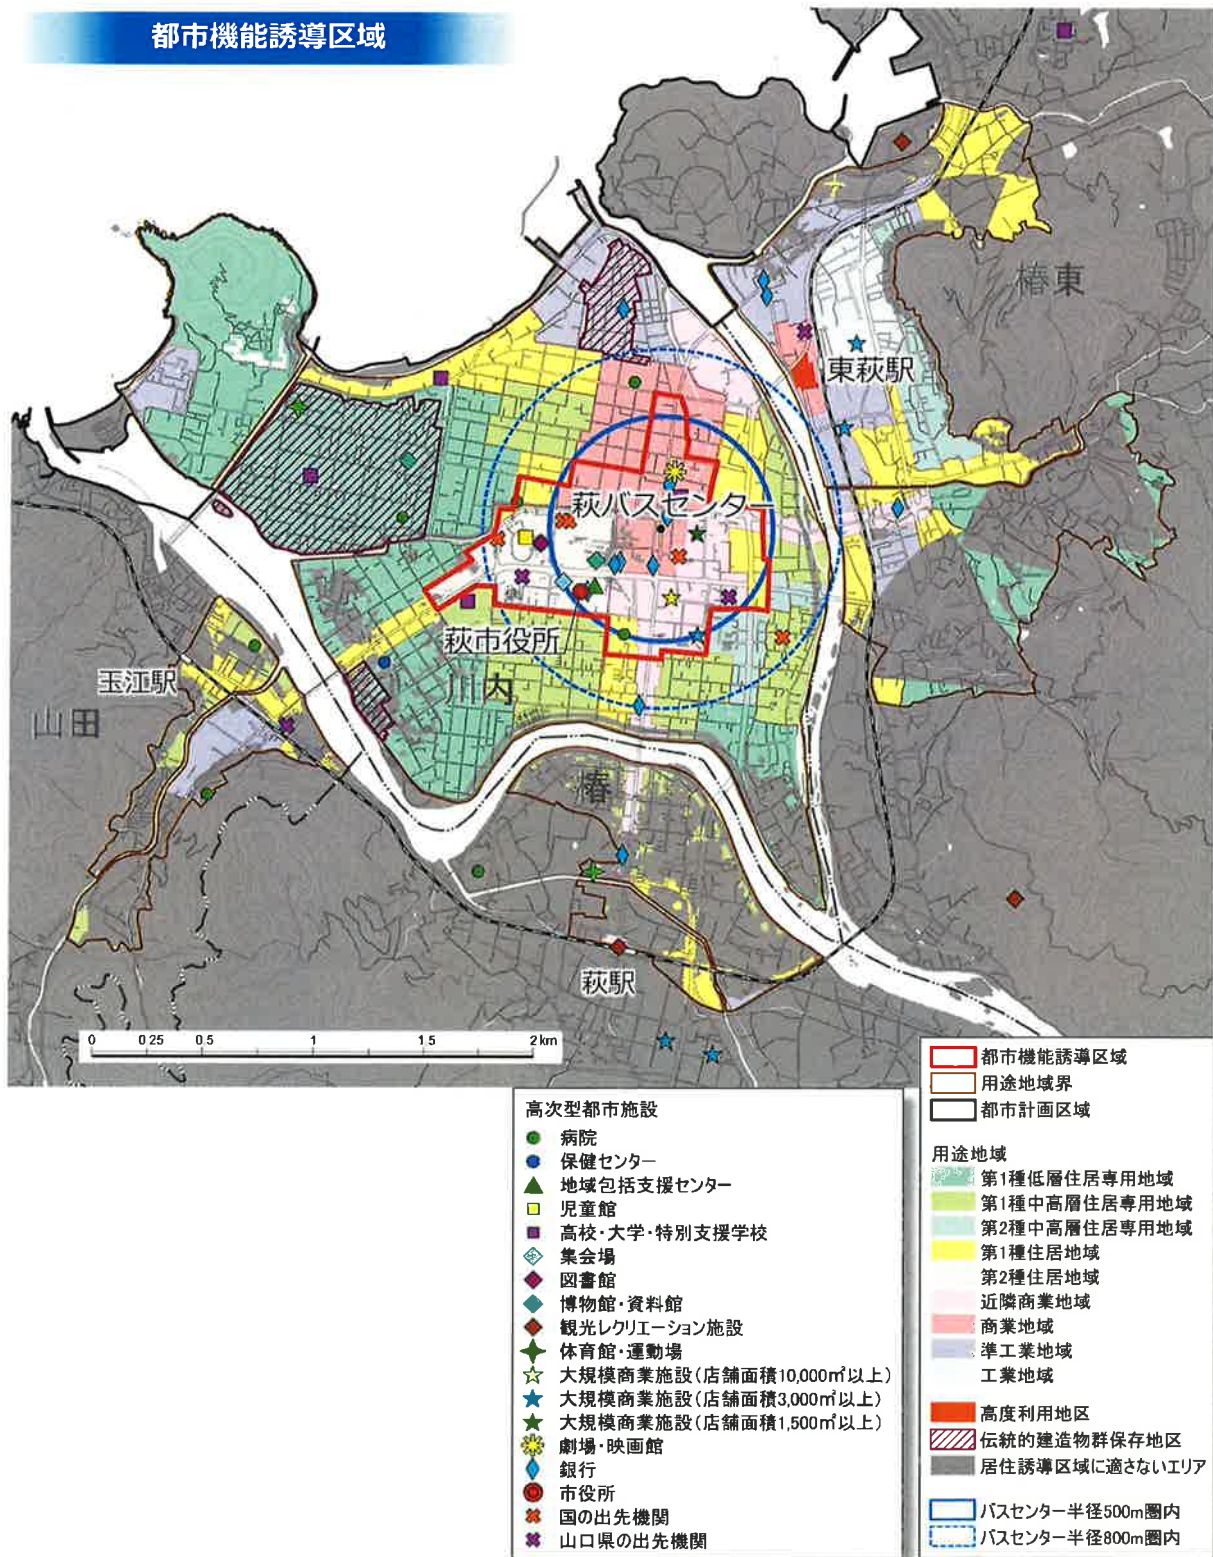 都市機能誘導区域
椿東
東萩駅
萩バスセンター
萩市役所
川内
玉江駅
山田
椿
萩駅
0 0.25 0.5 1 1.5 2 km
都市機能誘導区域
用途地域界
都市計画区域
用途地域
第1種低層住居専用地域
第1種中高層住居専用地域
第2種中高層住居専用地域
第1種住居地域
第2種住居地域
近隣商業地域
商業地域
準工業地域
工業地域
高度利用地区
伝統的建造物群保存地区
居住誘導区域に適さないエリア
バスセンター半径500m圏内
バスセンター半径800m圏内
高次型都市施設
病院
保健センター
地域包括支援センター
児童館
高校・大学・特別支援学校
集会場
図書館
博物館・資料館
観光レクリエーション施設
体育館・運動場
大規模商業施設(店舗面積10,000㎡以上)
大規模商業施設(店舗面積3,000㎡以上)
大規模商業施設(店舗面積1,500㎡以上)
劇場・映画館
銀行
市役所
国の出先機関
山口県の出先機関